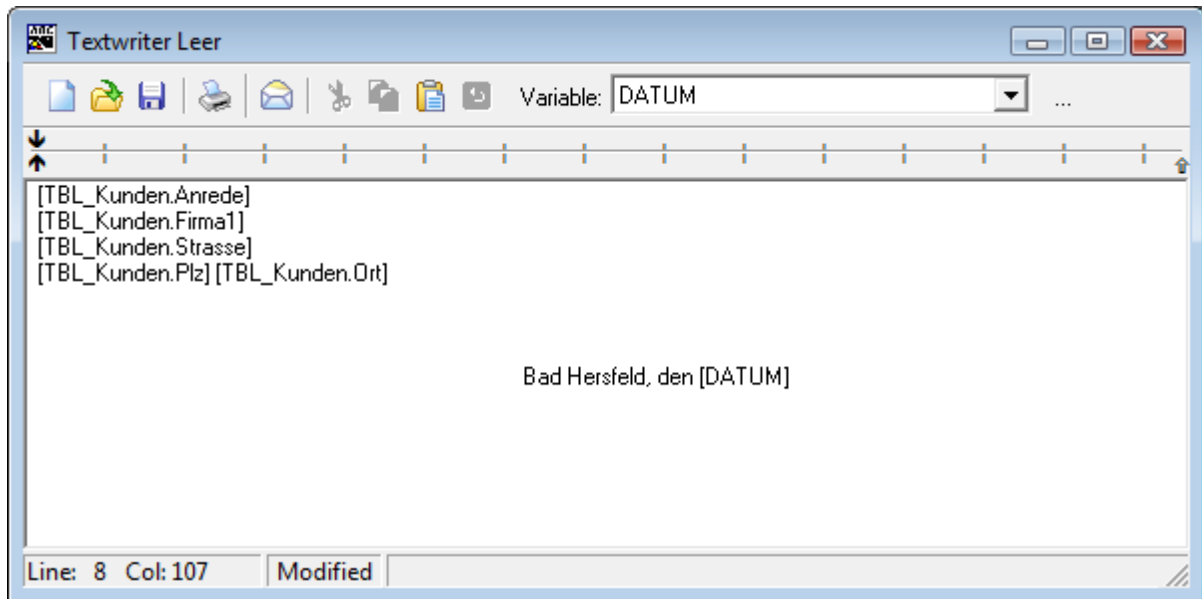 Textwriter Leer
Variable: DATUM ...
[TBL_Kunden.Anrede]
[TBL_Kunden.Firma1]
[TBL_Kunden.Strasse]
[TBL_Kunden.Plz] [TBL_Kunden.Ort]
Bad Hersfeld, den [DATUM]
Line: 8 Col: 107 Modified